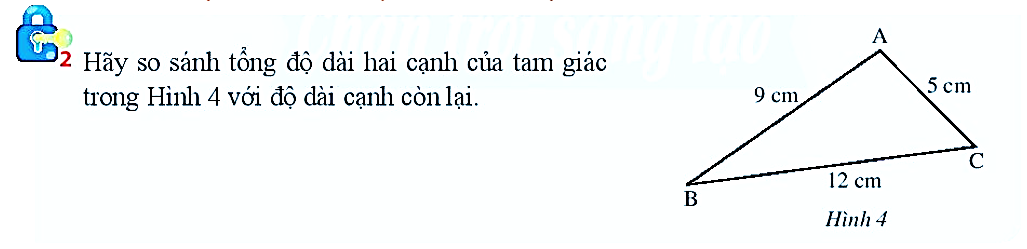 2 Hãy so sánh tổng độ dài hai cạnh của tam giác
trong Hình 4 với độ dài cạnh còn lại.
A
9 cm
5 cm
C
12 cm
B
Hình 4